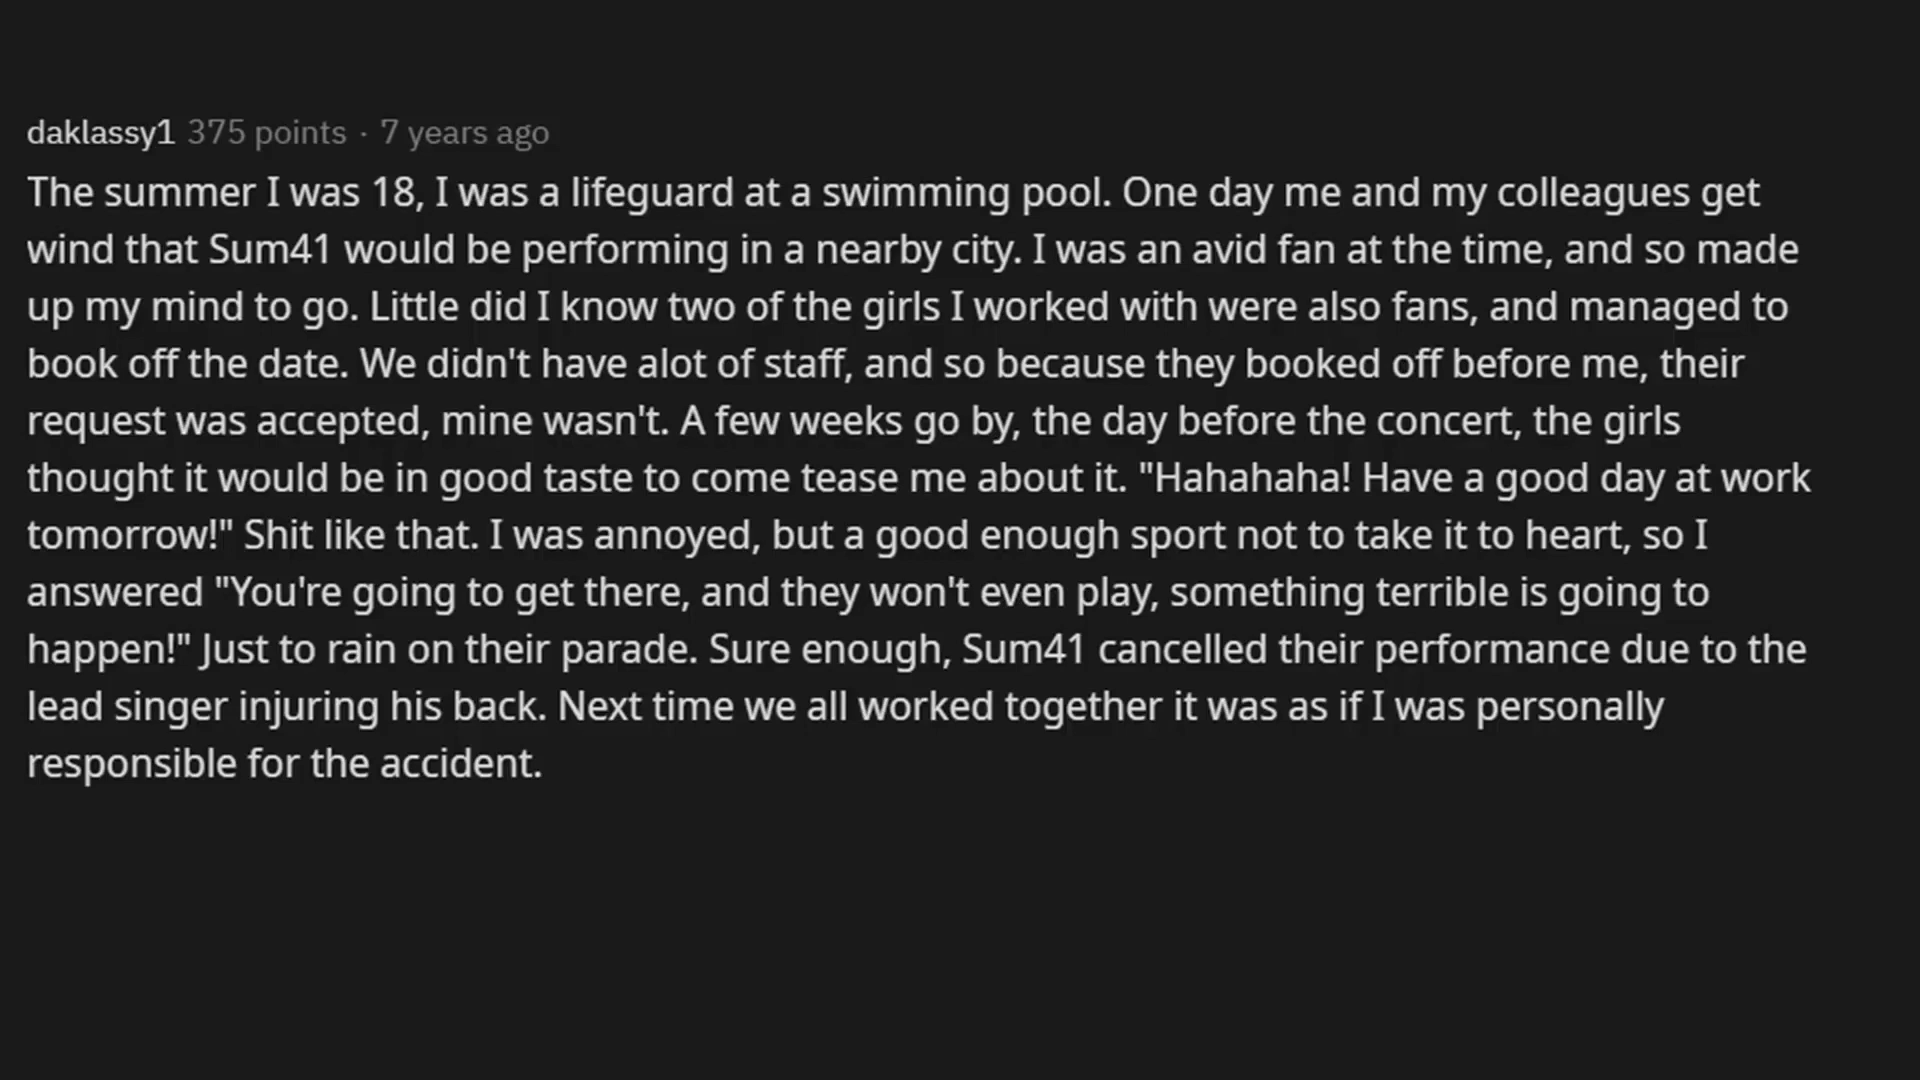 daklassy1 375 points · 7 years ago
The summer I was 18, I was a lifeguard at a swimming pool. One day me and my colleagues get
wind that Sum41 would be performing in a nearby city. I was an avid fan at the time, and so made
up my mind to go. Little did I know two of the girls I worked with were also fans, and managed to
book off the date. We didn't have alot of staff, and so because they booked off before me, their
request was accepted, mine wasn't. A few weeks go by, the day before the concert, the girls
thought it would be in good taste to come tease me about it. "Hahahaha! Have a good day at work
tomorrow!" Shit like that. I was annoyed, but a good enough sport not to take it to heart, so I
answered "You're going to get there, and they won't even play, something terrible is going to
happen!" Just to rain on their parade. Sure enough, Sum41 cancelled their performance due to the
lead singer injuring his back. Next time we all worked together it was as if I was personally
responsible for the accident.